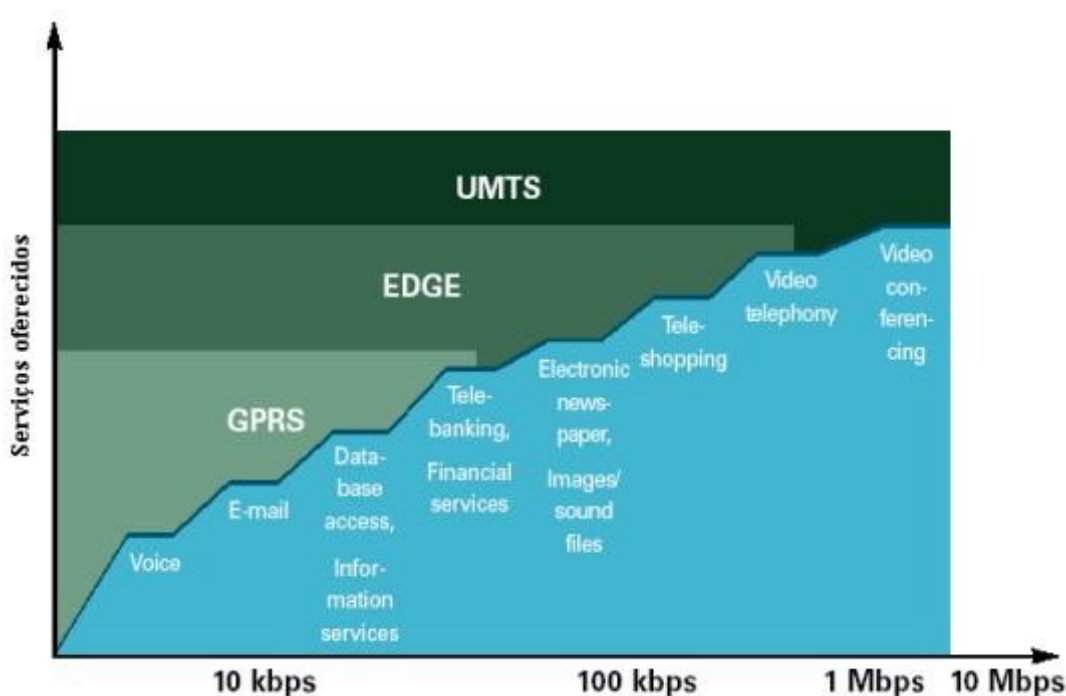 Serviços oferecidos
UMTS
EDGE
GPRS
Voice
E-mail
Data-
base
access,
Infor-
mation
services
Tele-
banking,
Financial
services
Electronic
news-
paper,
Images/
sound
files
Tele-
shopping
Video
telephony
Video
con-
feren-
cing
10 kbps
100 kbps
1 Mbps
10 Mbps